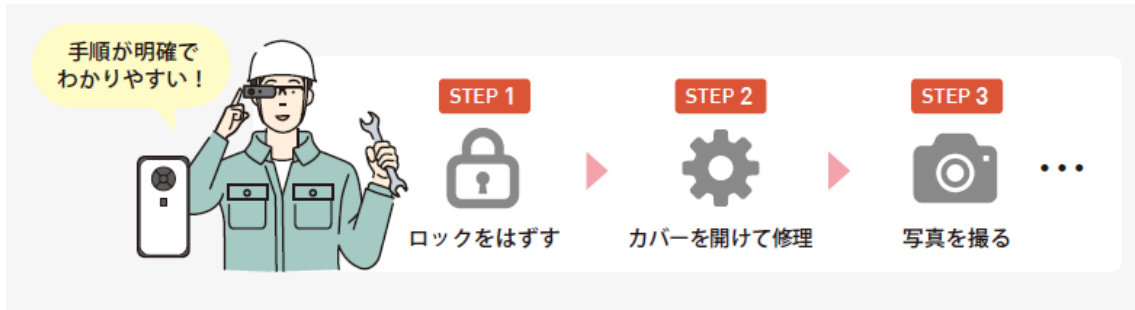 手順が明確で
わかりやすい！
STEP 1
STEP 2
STEP 3
ロックをはずす
カバーを開けて修理
写真を撮る
・・・